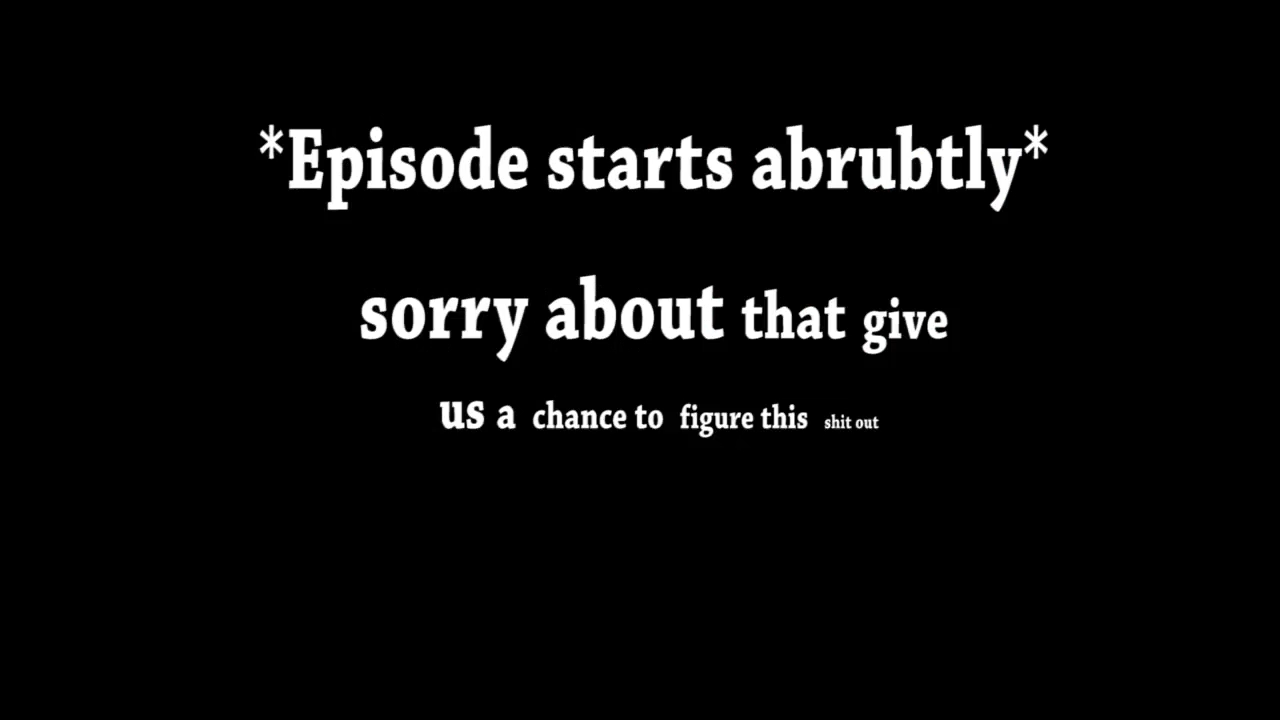 *Episode starts abrubtly*
sorry about that give
us a chance to figure this shit out